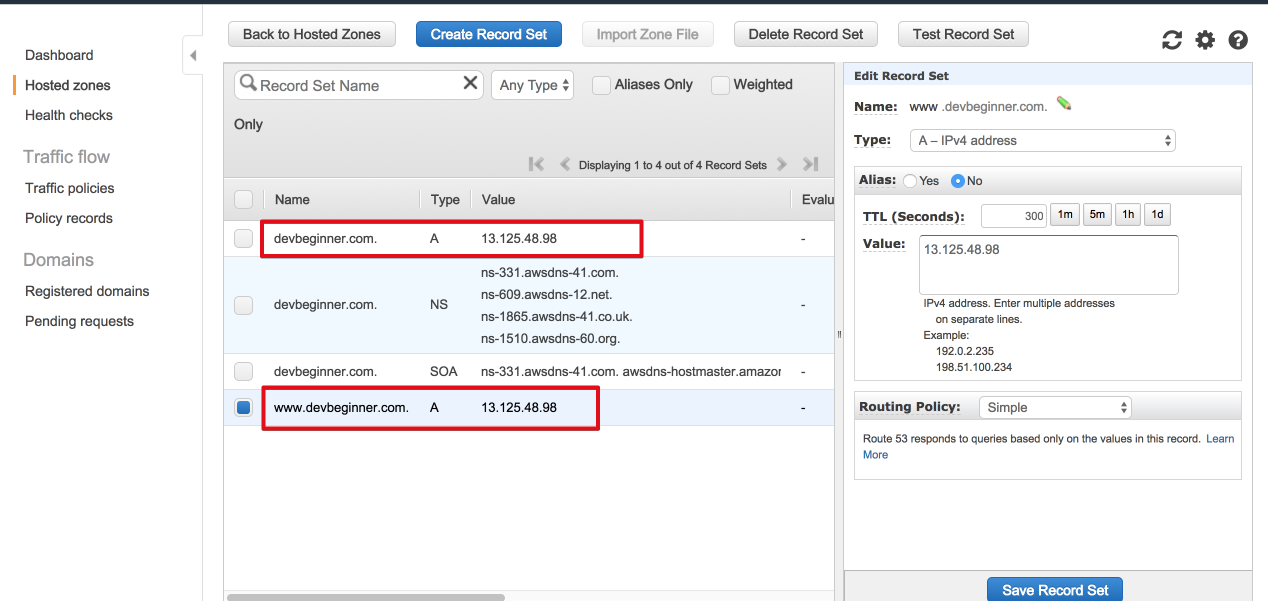 Back to Hosted Zones Create Record Set Import Zone File Delete Record Set Test Record Set
Dashboard
Hosted zones
Health checks
Traffic flow
Traffic policies
Policy records
Domains
Registered domains
Pending requests
Record Set Name Any Type Aliases Only Weighted
Only
Displaying 1 to 4 out of 4 Record Sets
Name Type Value Evalu
devbeginner.com. A 13.125.48.98 -
ns-331.awsdns-41.com.
ns-609.awsdns-12.net.
devbeginner.com. NS -
ns-1865.awsdns-41.co.uk.
ns-1510.awsdns-60.org.
devbeginner.com. SOA ns-331.awsdns-41.com. awsdns-hostmaster.amazon -
www.devbeginner.com. A 13.125.48.98 -
Edit Record Set
Name: www .devbeginner.com.
Type: A – IPv4 address
Alias: Yes No
TTL (Seconds): 300 1m 5m 1h 1d
Value: 13.125.48.98
IPv4 address. Enter multiple addresses
on separate lines.
Example:
192.0.2.235
198.51.100.234
Routing Policy: Simple
Route 53 responds to queries based only on the values in this record. Learn
More
Save Record Set